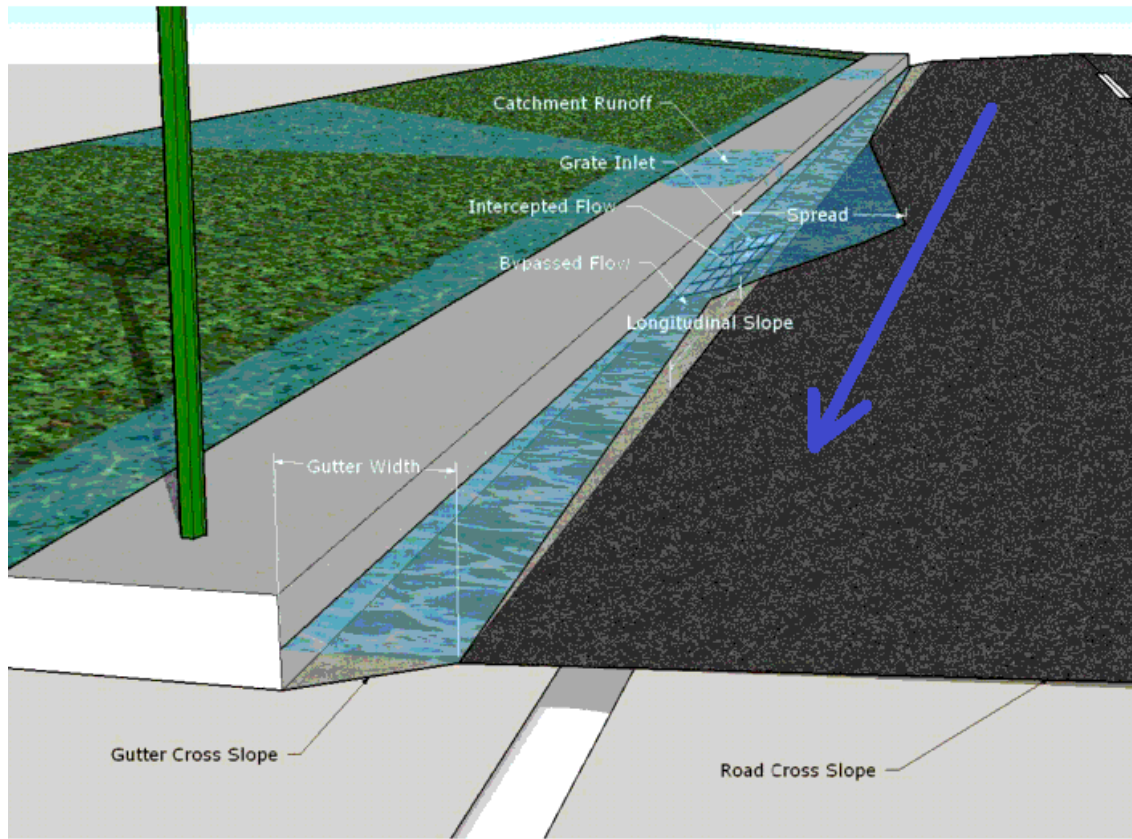 Catchment Runoff
Grate Inlet
Intercepted Flow
Spread
Bypassed Flow
Longitudinal Slope
Gutter Width
Gutter Cross Slope
Road Cross Slope